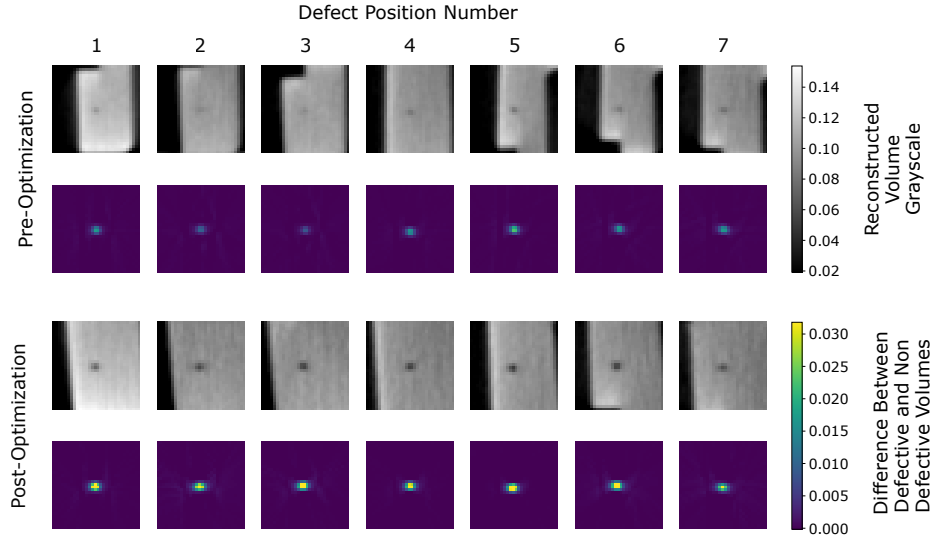 Defect Position Number
1 2 3 4 5 6 7
Pre-Optimization
0.14
0.12
0.10
0.08
0.06
0.04
0.02
Reconstructed
Volume
Grayscale
Post-Optimization
0.030
0.025
0.020
0.015
0.010
0.005
0.000
Difference Between
Defective and Non
Defective Volumes